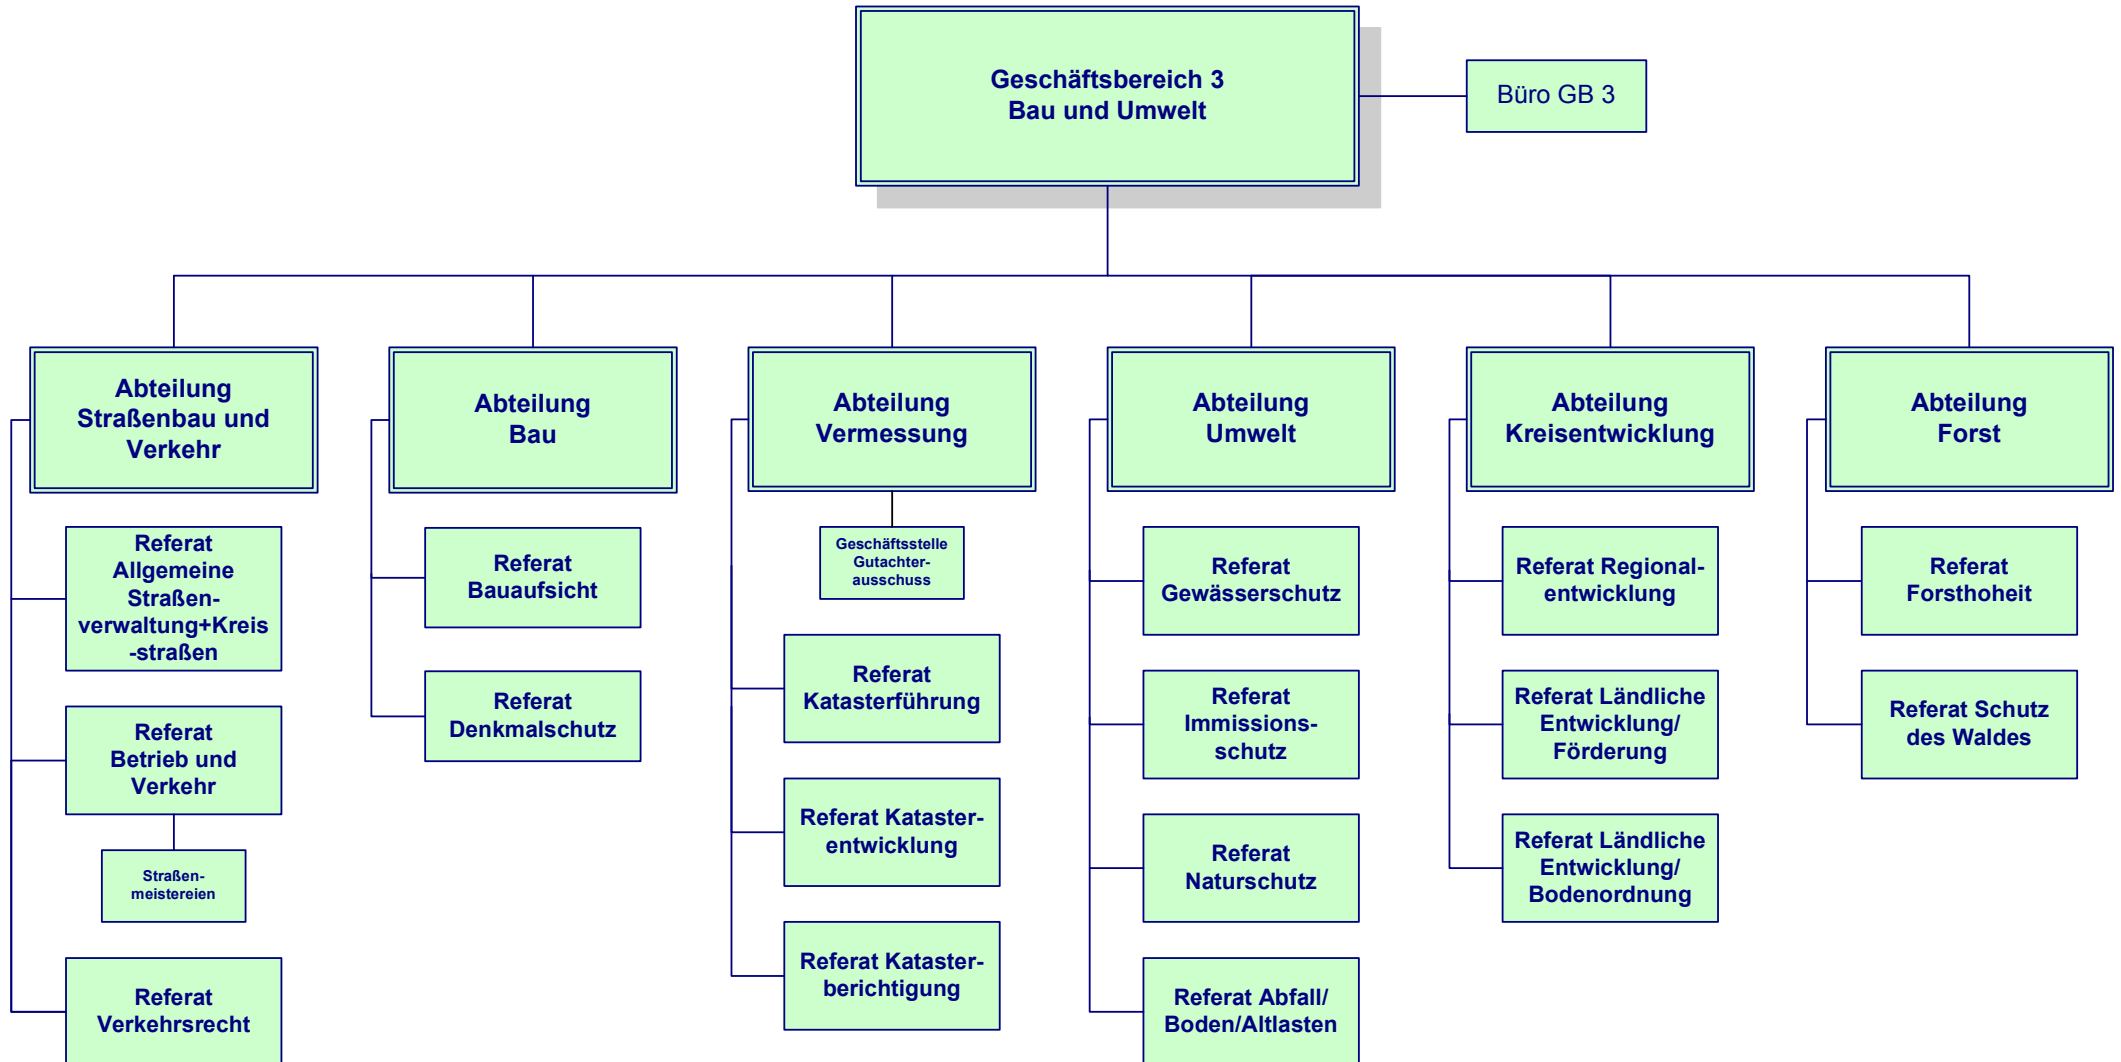 Geschäftsbereich 3
Bau und Umwelt
Büro GB 3
Abteilung
Straßenbau und
Verkehr
Referat
Allgemeine
Straßen-
verwaltung+Kreis
-straßen
Referat
Betrieb und
Verkehr
Straßen-
meistereien
Referat
Verkehrsrecht
Abteilung
Bau
Referat
Bauaufsicht
Referat
Denkmalschutz
Abteilung
Vermessung
Geschäftsstelle
Gutachter-
ausschuss
Referat
Katasterführung
Referat Kataster-
entwicklung
Referat Kataster-
berichtigung
Abteilung
Umwelt
Referat
Gewässerschutz
Referat
Immissions-
schutz
Referat
Naturschutz
Referat Abfall/
Boden/Altlasten
Abteilung
Kreisentwicklung
Referat Regional-
entwicklung
Referat Ländliche
Entwicklung/
Förderung
Referat Ländliche
Entwicklung/
Bodenordnung
Abteilung
Forst
Referat
Forsthoheit
Referat Schutz
des Waldes